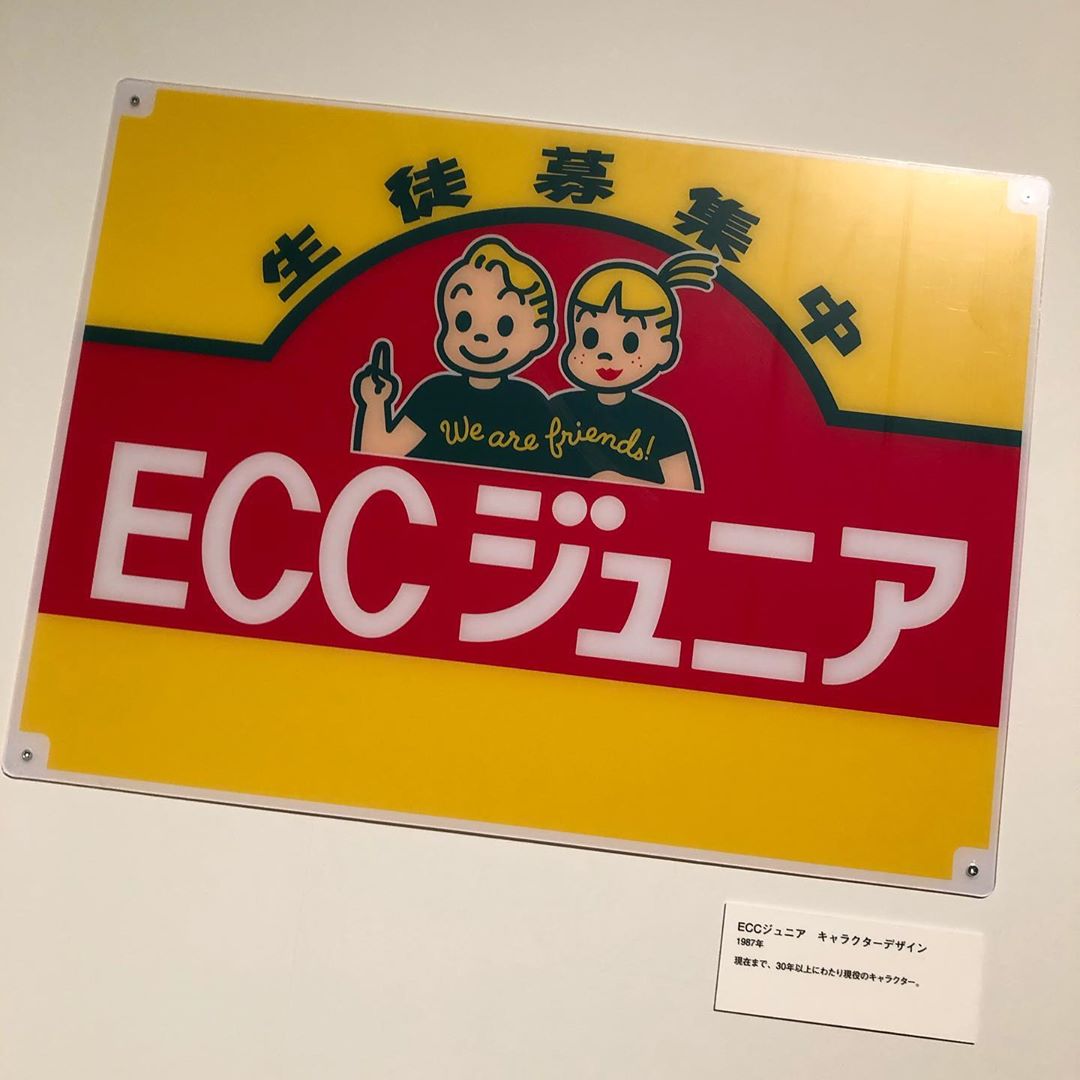 生徒募集中
We are friends!
ECCジュニア
ECCジュニア　キャラクターデザイン
1987年
現在まで、30年以上にわたり現役のキャラクター。